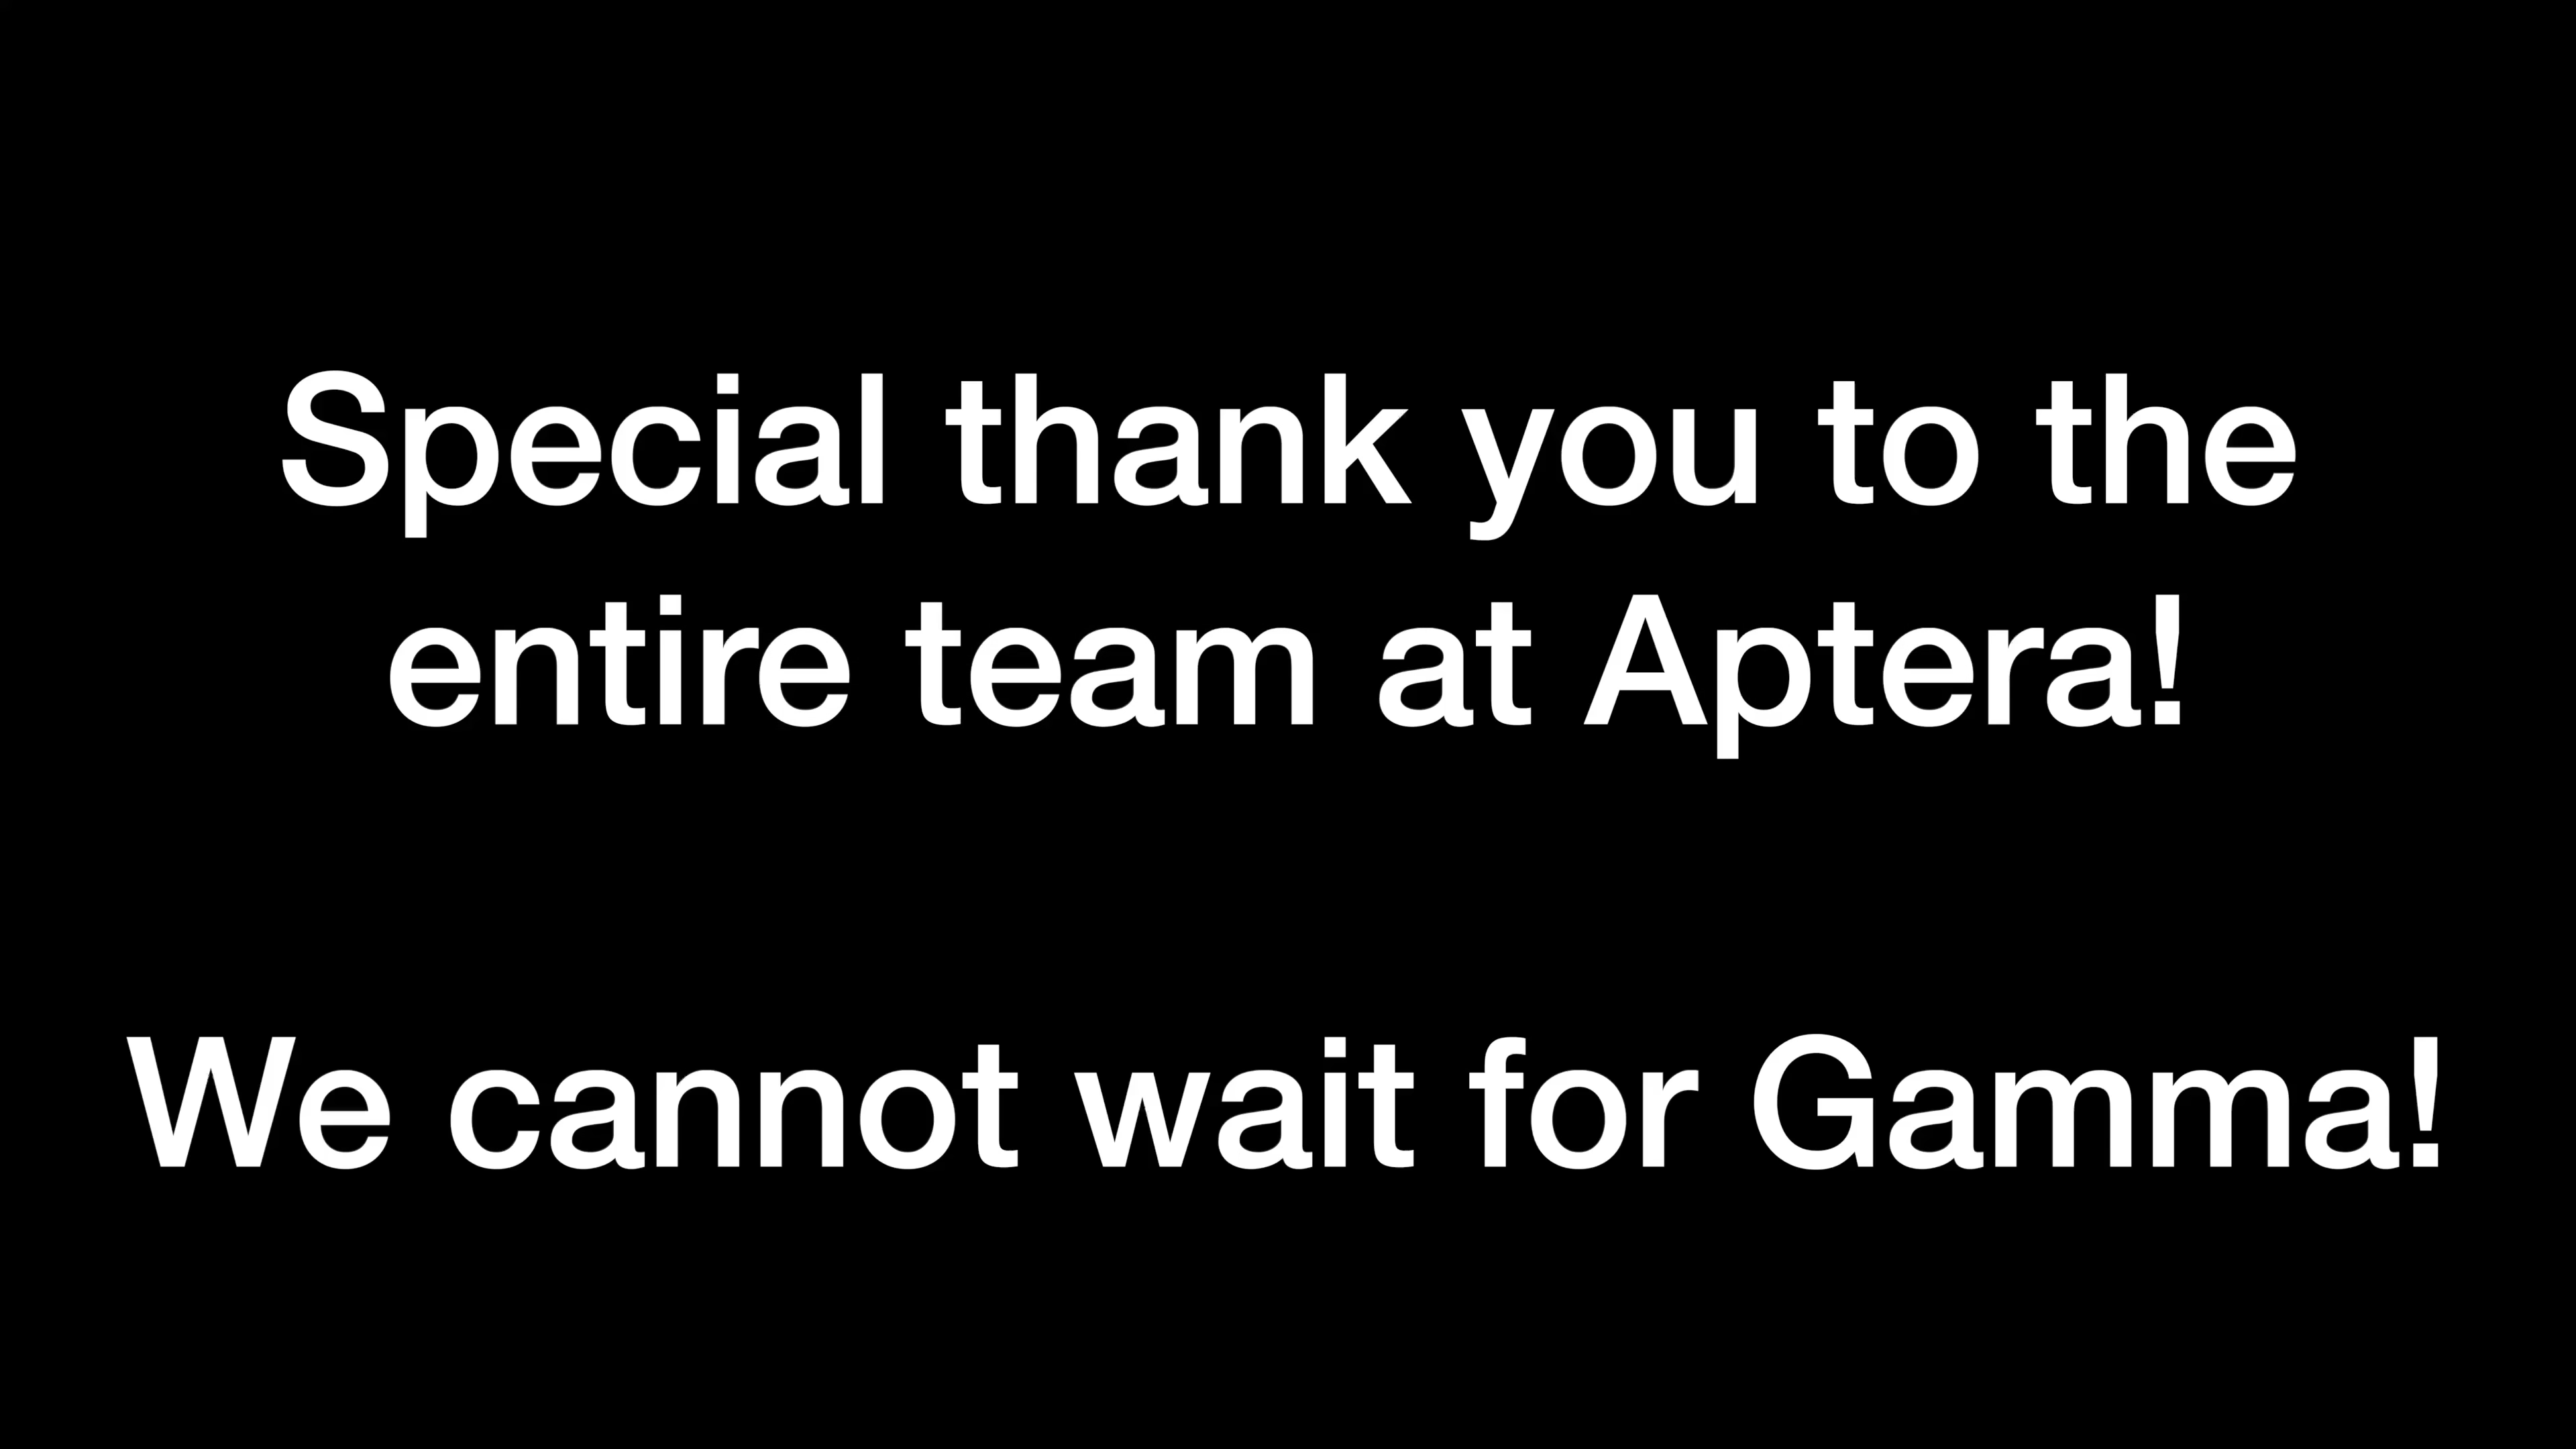 Special thank you to the
entire team at Aptera!
We cannot wait for Gamma!